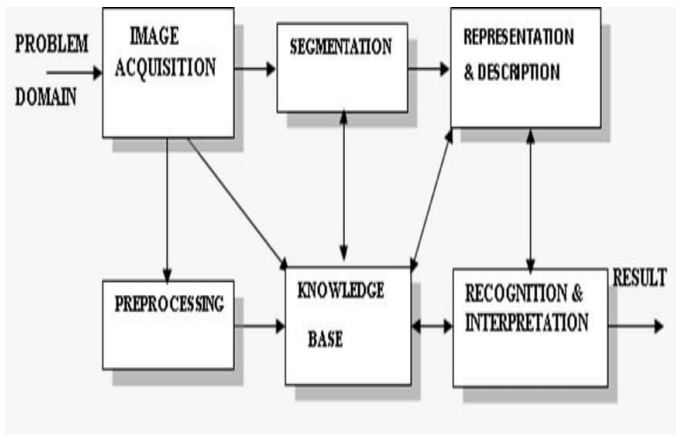 PROBLEM
DOMAIN
IMAGE
ACQUISITION
SEGMENTATION
REPRESENTATION
& DESCRIPTION
PREPROCESSING
KNOWLEDGE
BASE
RECOGNITION &
INTERPRETATION
RESULT